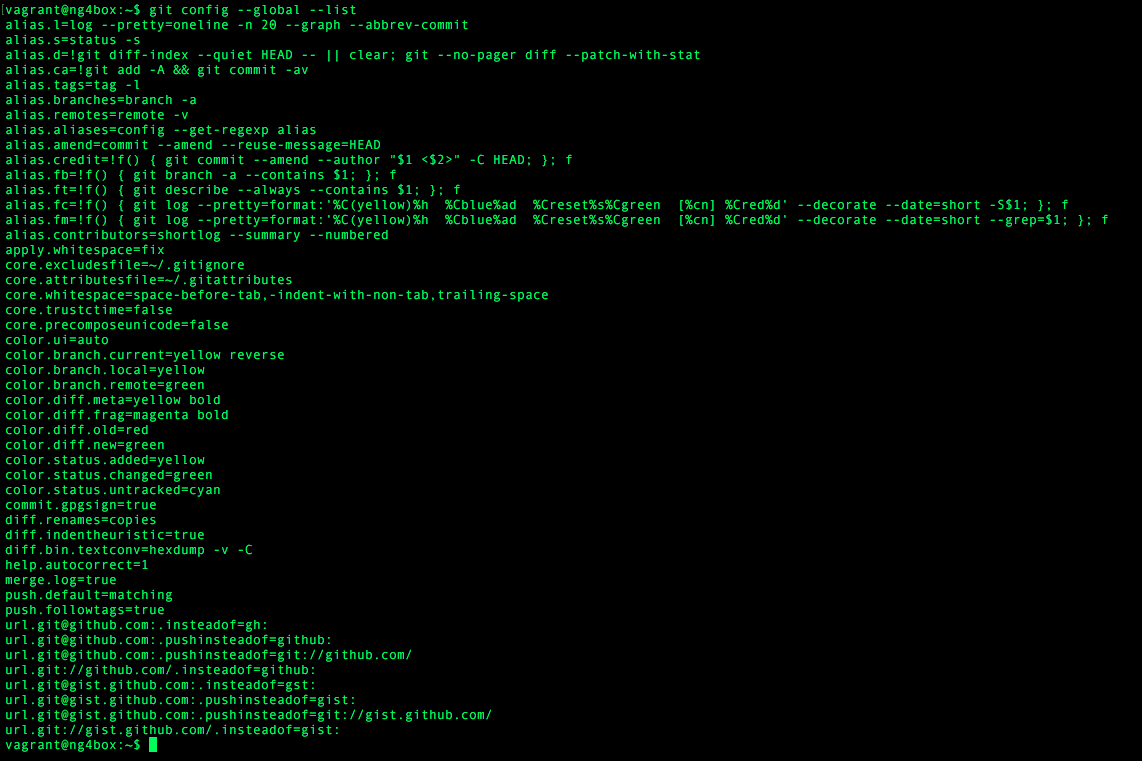 vagrant@ng4box:~$ git config --global --list
alias.l=log --pretty=oneline -n 20 --graph --abbrev-commit
alias.s=status -s
alias.d=!git diff-index --quiet HEAD -- || clear; git --no-pager diff --patch-with-stat
alias.ca=!git add -A && git commit -av
alias.tags=tag -l
alias.branches=branch -a
alias.remotes=remote -v
alias.aliases=config --get-regexp alias
alias.amend=commit --amend --reuse-message=HEAD
alias.credit=!f() { git commit --amend --author "$1 <$2>" -C HEAD; }; f
alias.fb=!f() { git branch -a --contains $1; }; f
alias.ft=!f() { git describe --always --contains $1; }; f
alias.fc=!f() { git log --pretty=format:'%C(yellow)%h  %Cblue%ad  %Creset%s%Cgreen  [%cn] %Cred%d' --decorate --date=short -S$1; }; f
alias.fm=!f() { git log --pretty=format:'%C(yellow)%h  %Cblue%ad  %Creset%s%Cgreen  [%cn] %Cred%d' --decorate --date=short --grep=$1; }; f
alias.contributors=shortlog --summary --numbered
apply.whitespace=fix
core.excludesfile=~/.gitignore
core.attributesfile=~/.gitattributes
core.whitespace=space-before-tab,-indent-with-non-tab,trailing-space
core.trustctime=false
core.precomposeunicode=false
color.ui=auto
color.branch.current=yellow reverse
color.branch.local=yellow
color.branch.remote=green
color.diff.meta=yellow bold
color.diff.frag=magenta bold
color.diff.old=red
color.diff.new=green
color.status.added=yellow
color.status.changed=green
color.status.untracked=cyan
commit.gpgsign=true
diff.renames=copies
diff.indentheuristic=true
diff.bin.textconv=hexdump -v -C
help.autocorrect=1
merge.log=true
push.default=matching
push.followtags=true
url.git@github.com:.insteadof=gh:
url.git@github.com:.pushinsteadof=github:
url.git@github.com:.pushinsteadof=git://github.com/
url.git://github.com/.insteadof=github:
url.git@gist.github.com:.insteadof=gst:
url.git@gist.github.com:.pushinsteadof=gist:
url.git@gist.github.com:.pushinsteadof=git://gist.github.com/
url.git://gist.github.com/.insteadof=gist:
vagrant@ng4box:~$